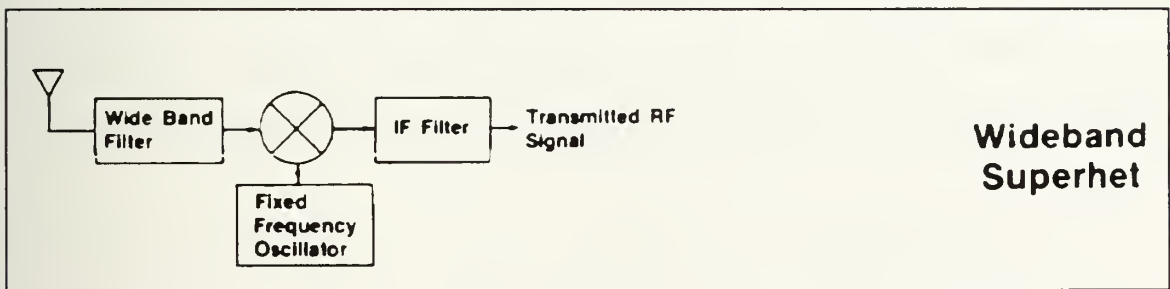 Wide Band
Filter
IF Filter
Transmitted RF
Signal
Fixed
Frequency
Oscillator
Wideband
Superhet